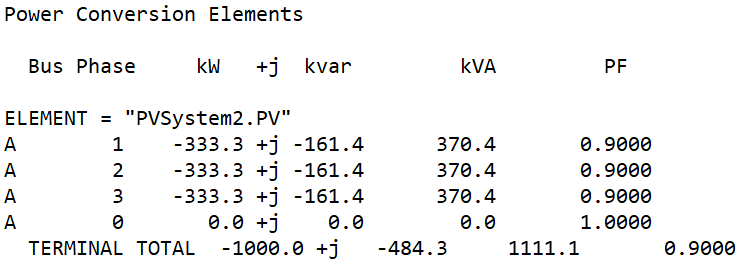 Power Conversion Elements
Bus Phase kW +j kvar kVA PF
ELEMENT = "PVSystem2.PV"
A 1 -333.3 +j -161.4 370.4 0.9000
A 2 -333.3 +j -161.4 370.4 0.9000
A 3 -333.3 +j -161.4 370.4 0.9000
A 0 0.0 +j 0.0 0.0 1.0000
TERMINAL TOTAL -1000.0 +j -484.3 1111.1 0.9000